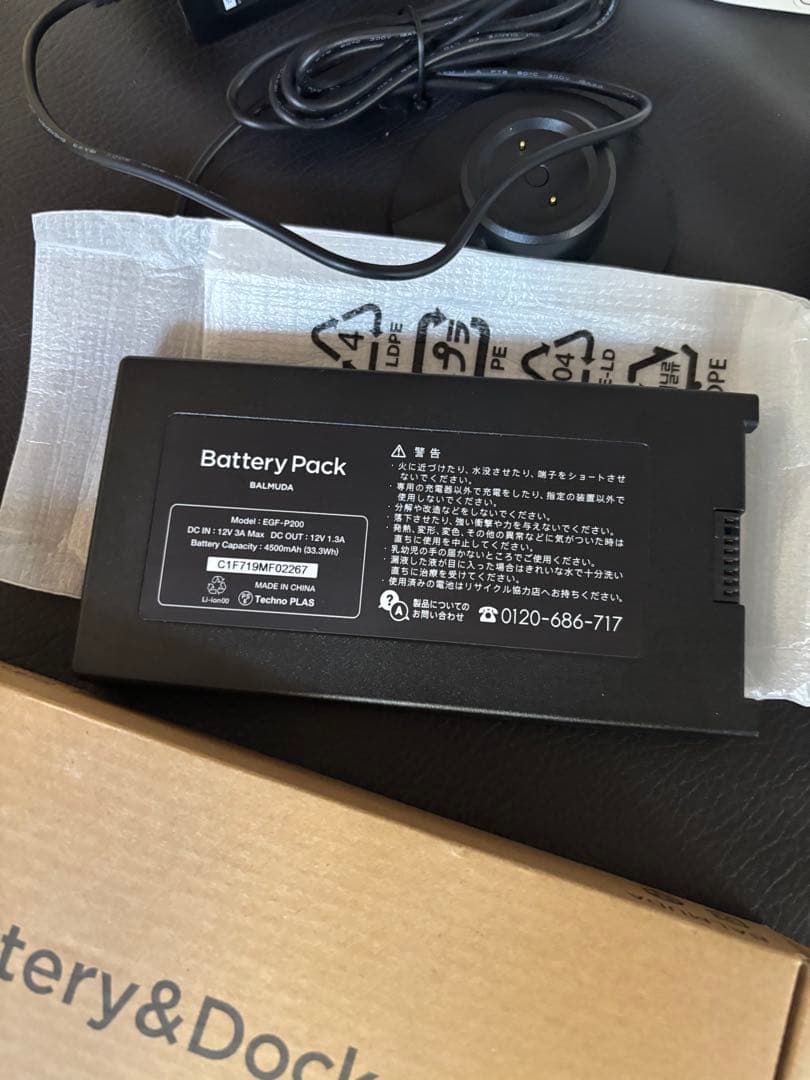 4
LDPE
プラ
PE
04
E-LD
비닐류
DPE
Battery Pack
BALMUDA
Model : EGF-P200
DC IN : 12V 3A Max DC OUT : 12V 1.3A
Battery Capacity : 4500mAh (33.3Wh)
C1F719MF02267
MADE IN CHINA
Li-ion00 Techno PLAS
⚠ 警告
・火に近づけたり、水没させたり、端子をショートさせ
ないでください。
・専用の充電器以外で充電をしたり、指定の装置以外で
使用しないでください。
・分解や改造などをしないでください。
・落下させたり、強い衝撃や力を与えないでください。
・発熱、変形、変色、その他の異常などに気がついた時は
直ちに使用を中止してください。
・乳幼児の手の届かないところでご使用ください。
・漏液した液が目に入った場合はきれいな水で十分洗い
直ちに治療を受けてください。
・使用済みの電池はリサイクル協力店へお持ちください。
?
A
製品についての
お問い合わせ
☎0120-686-717
BALMUDA
tery&Dock